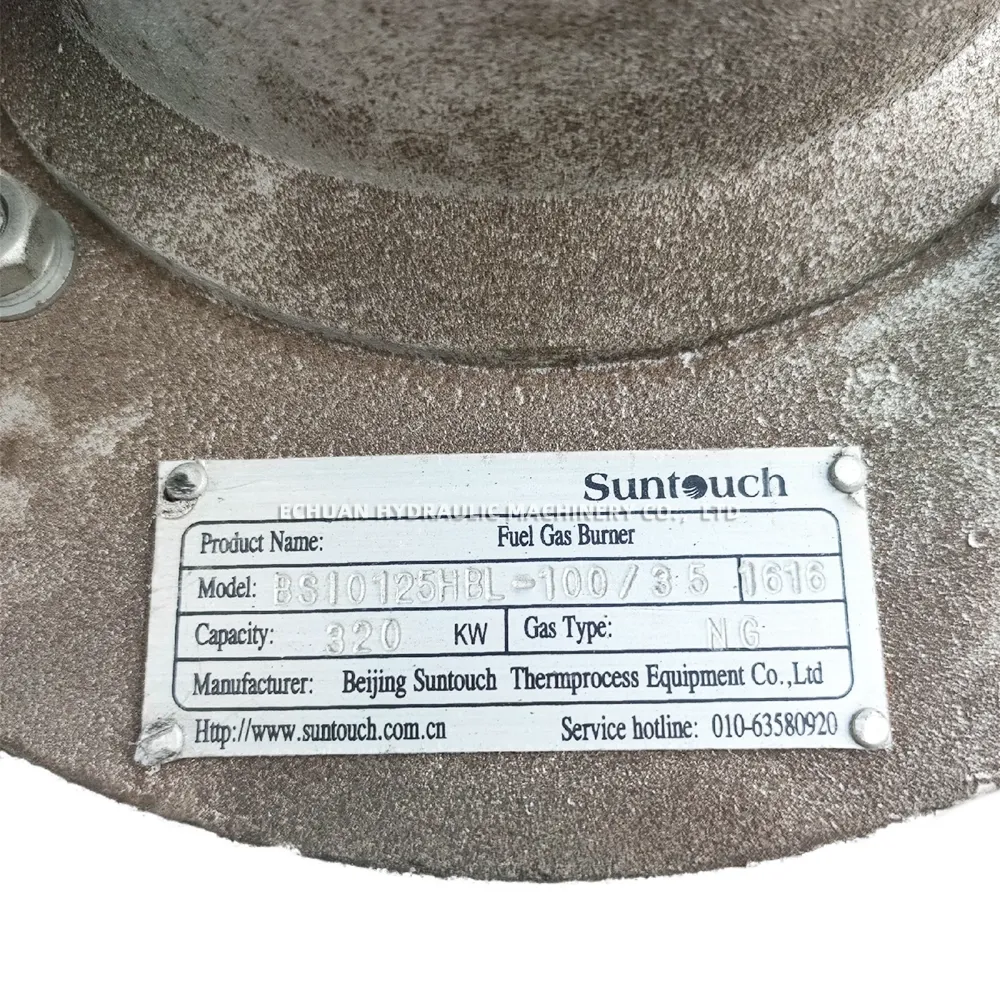 Suntouch
ECHUAN HYDRAULIC MACHINERY CO., LTD
Product Name: Fuel Gas Burner
Model: BS10125HBL-100/35 1616
Capacity: 320 KW Gas Type: NG
Manufacturer: Beijing Suntouch Thermprocess Equipment Co.,Ltd
Http://www.suntouch.com.cn Service hotline: 010-63580920